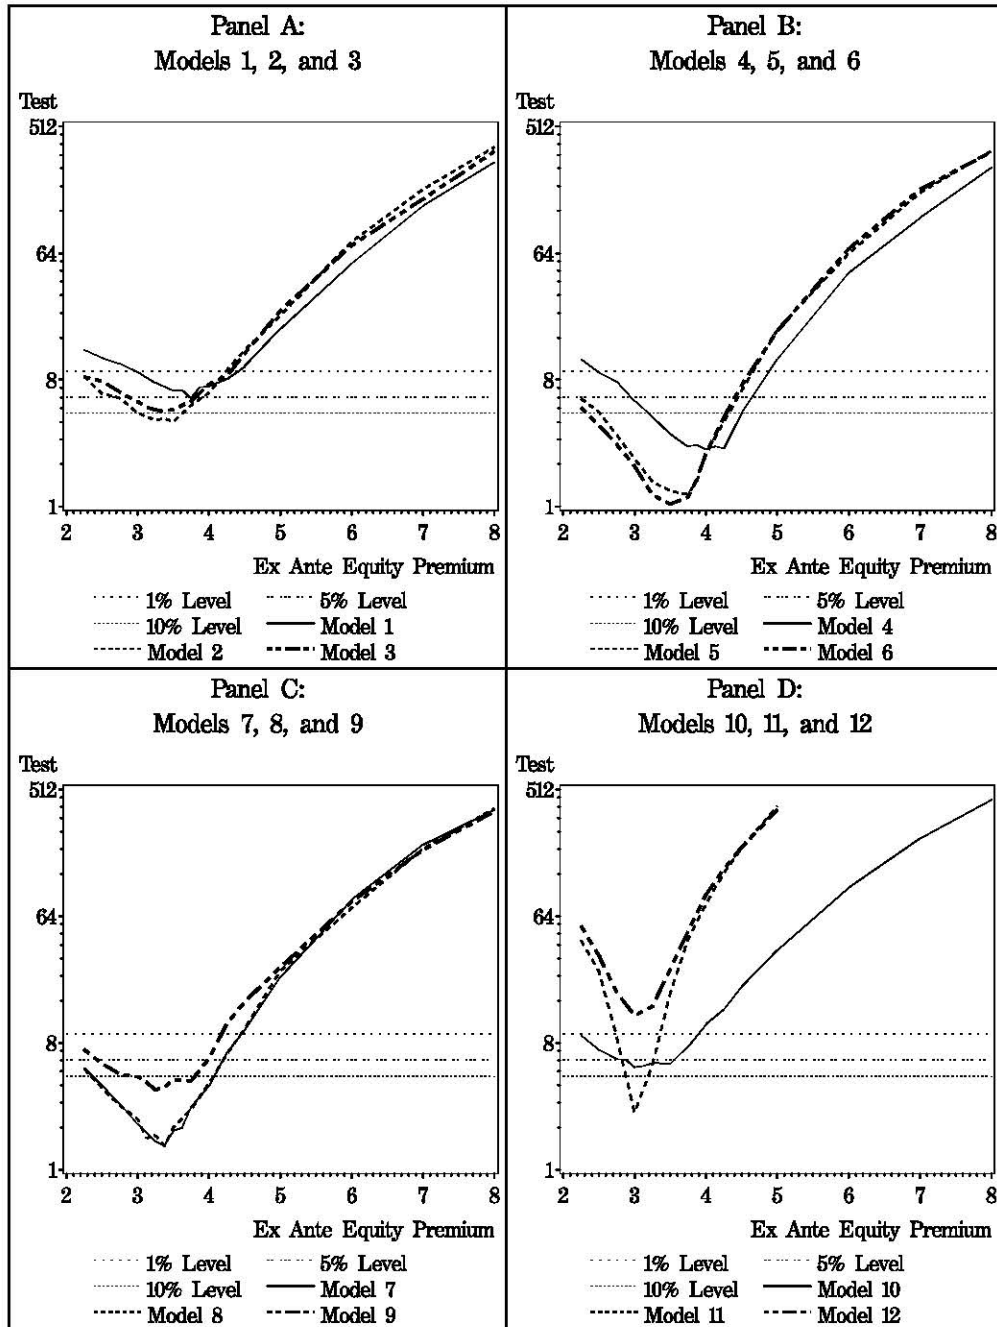 Panel A:
Models 1, 2, and 3
Test
512
64
8
1
2 3 4 5 6 7 8
Ex Ante Equity Premium
1% Level 5% Level
10% Level Model 1
Model 2 Model 3
Panel B:
Models 4, 5, and 6
Test
512
64
8
1
2 3 4 5 6 7 8
Ex Ante Equity Premium
1% Level 5% Level
10% Level Model 4
Model 5 Model 6
Panel C:
Models 7, 8, and 9
Test
512
64
8
1
2 3 4 5 6 7 8
Ex Ante Equity Premium
1% Level 5% Level
10% Level Model 7
Model 8 Model 9
Panel D:
Models 10, 11, and 12
Test
512
64
8
1
2 3 4 5 6 7 8
Ex Ante Equity Premium
1% Level 5% Level
10% Level Model 10
Model 11 Model 12